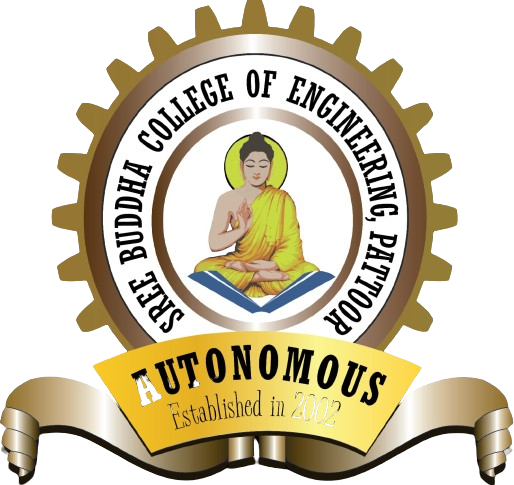 SREE BUDDHA COLLEGE OF ENGINEERING, PATTOOR
AUTONOMOUS
Established in 2002